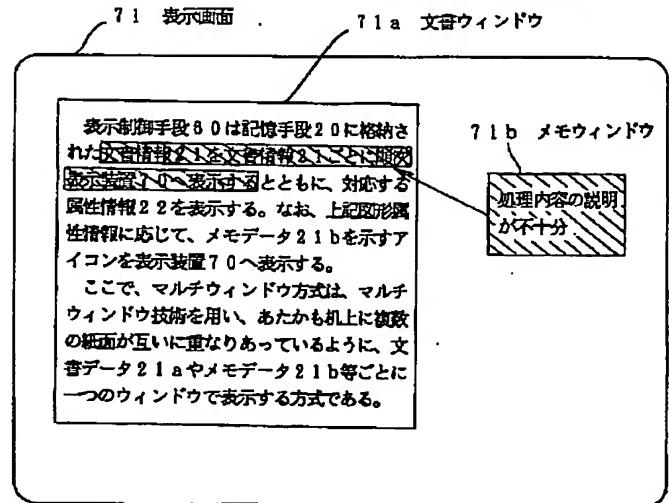 71 表示画面
71a 文書ウィンドウ
表示制御手段60は記憶手段20に格納さ
れた文書情報21を文書情報21ごとに順次
表示装置70へ表示するとともに、対応する
属性情報22を表示する。なお、上記図形属
性情報に応じて、メモデータ21bを示すア
イコンを表示装置70へ表示する。
ここで、マルチウィンドウ方式は、マルチ
ウィンドウ技術を用い、あたかも机上に複数
の紙面が互いに重なりあっているように、文
書データ21aやメモデータ21b等ごとに
一つのウィンドウで表示する方式である。
71b メモウィンドウ
処理内容の説明
が不十分